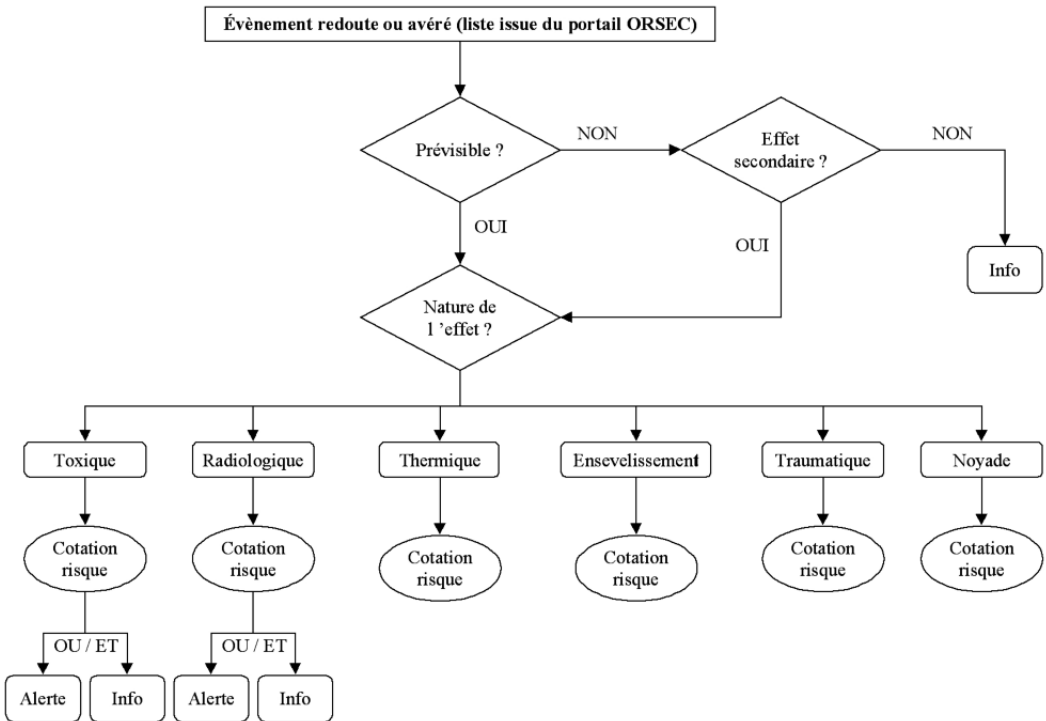 Évènement redoute ou avéré (liste issue du portail ORSEC)
Prévisible ?
NON
Effet
secondaire ?
NON
OUI
OUI
Info
Nature de
l ’effet ?
Toxique
Radiologique
Thermique
Ensevelissement
Traumatique
Noyade
Cotation
risque
Cotation
risque
Cotation
risque
Cotation
risque
Cotation
risque
Cotation
risque
OU / ET
OU / ET
Alerte
Info
Alerte
Info